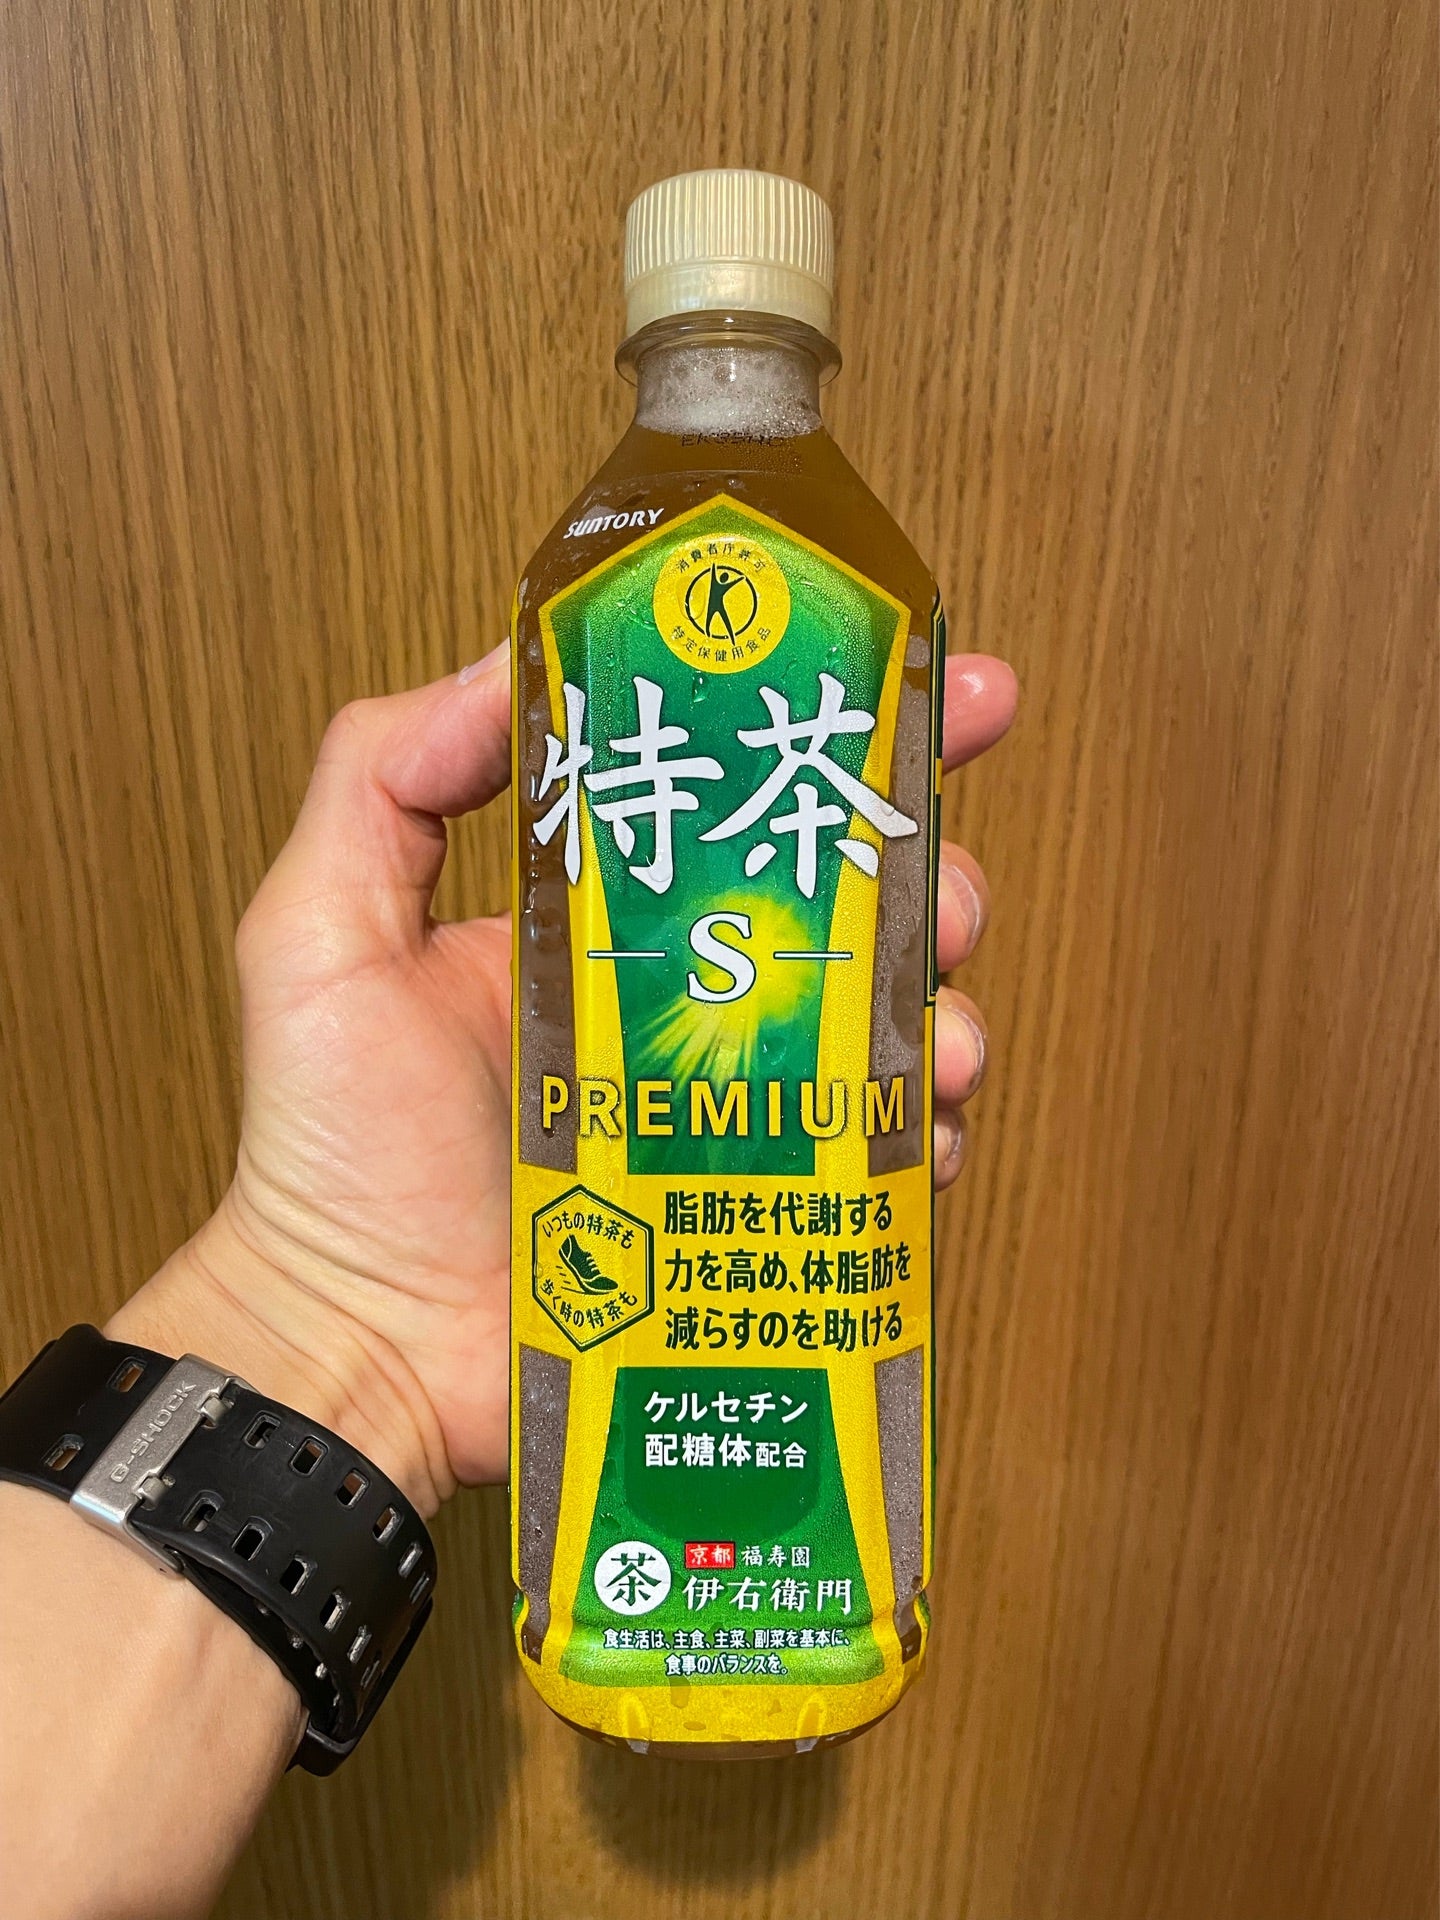 SUNTORY
消費者庁許可
特定保健用食品
特茶
S
PREMIUM
いつもの特茶も
歩く時の特茶も
脂肪を代謝する
力を高め、体脂肪を
減らすのを助ける
ケルセチン
配糖体配合
茶
京都 福寿園
伊右衛門
食生活は、主食、主菜、副菜を基本に、
食事のバランスを。
G-SHOCK